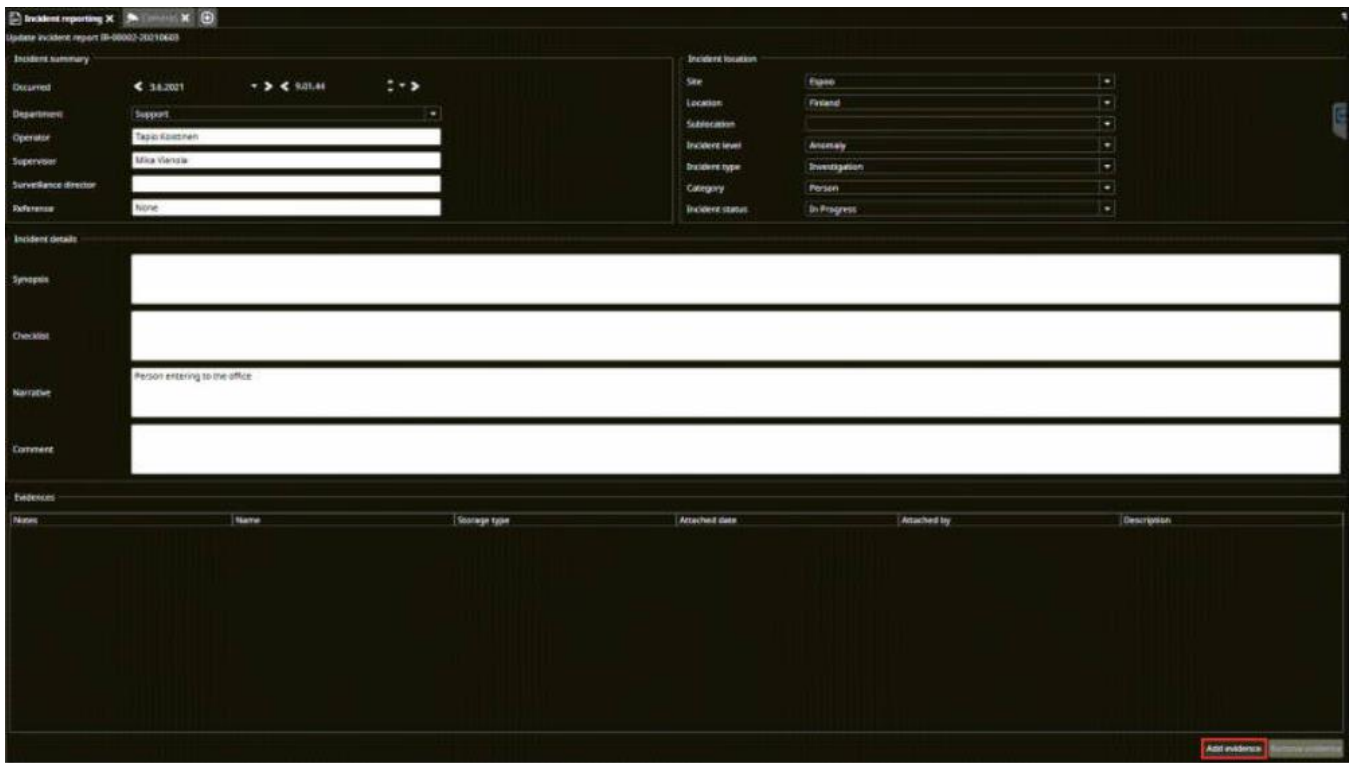 Incident reporting
Update incident report IR-00002-20210603
Incident summary
Occurred 3.6.2021 9.01.44
Department Support
Operator Tapio Koistinen
Supervisor Mika
Surveillance director
Reference None
Incident location
Site Espoo
Location Finland
Sublocation
Incident level Anomaly
Incident type Investigation
Category Person
Incident status In Progress
Incident details
Synopsis
Checklist
Narrative Person entering to the office
Comment
Evidences
Notes Name Storage type Attached date Attached by Description
Add evidence Remove evidence